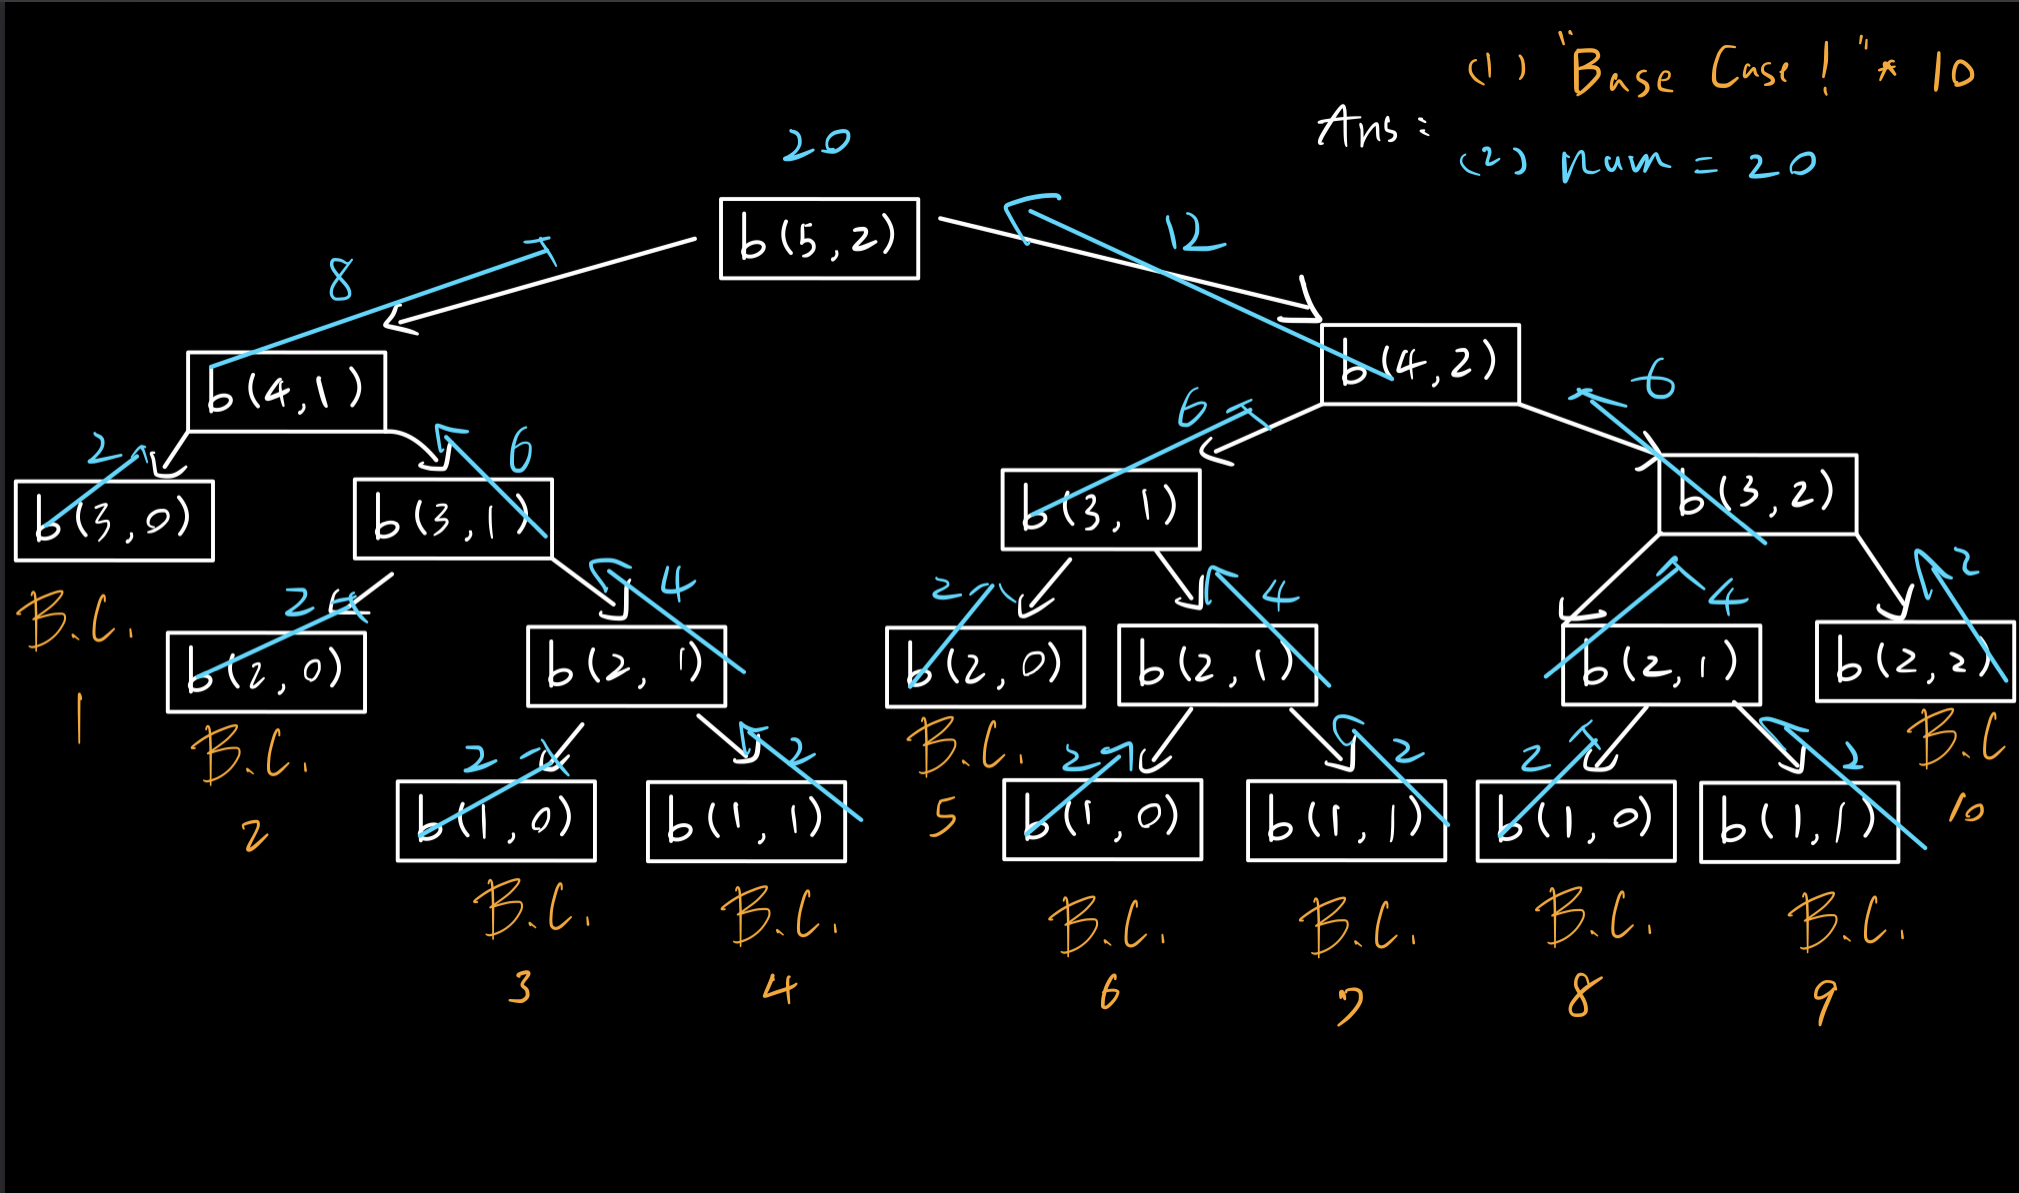 (1) "Base Case!" * 10
Ans:
(2) num = 20
20
b(5,2)
8
12
b(4,1)
b(4,2)
2
6
6
6
b(3,0)
b(3,1)
b(3,1)
b(3,2)
B.C.
1
2
4
2
4
4
2
b(2,0)
b(2,1)
b(2,0)
b(2,1)
b(2,1)
b(2,2)
B.C.
2
B.C.
5
B.C
10
2
2
2
2
2
2
b(1,0)
b(1,1)
b(1,0)
b(1,1)
b(1,0)
b(1,1)
B.C.
B.C.
B.C.
B.C.
B.C.
B.C.
3
4
6
7
8
9